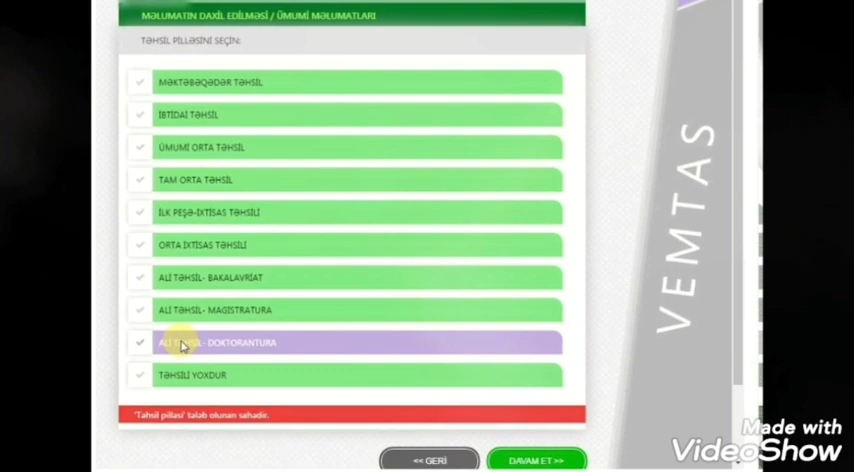 MƏLUMATIN DAXİL EDİLMƏSİ / ÜMUMİ MƏLUMATLARI
TƏHSİL PİLLƏSİNİ SEÇİN:
MƏKTƏBƏQƏDƏR TƏHSİL
İBTİDAİ TƏHSİL
ÜMUMİ ORTA TƏHSİL
TAM ORTA TƏHSİL
İLK PEŞƏ-İXTİSAS TƏHSİLİ
ORTA İXTİSAS TƏHSİLİ
ALİ TƏHSİL- BAKALAVRİAT
ALİ TƏHSİL- MAGİSTRATURA
ALİ TƏHSİL- DOKTORANTURA
TƏHSİLİ YOXDUR
'Təhsil pilləsi' tələb olunan sahədir.
<< GERİ
DAVAM ET >>
VEMTAS
Made with
VideoShow